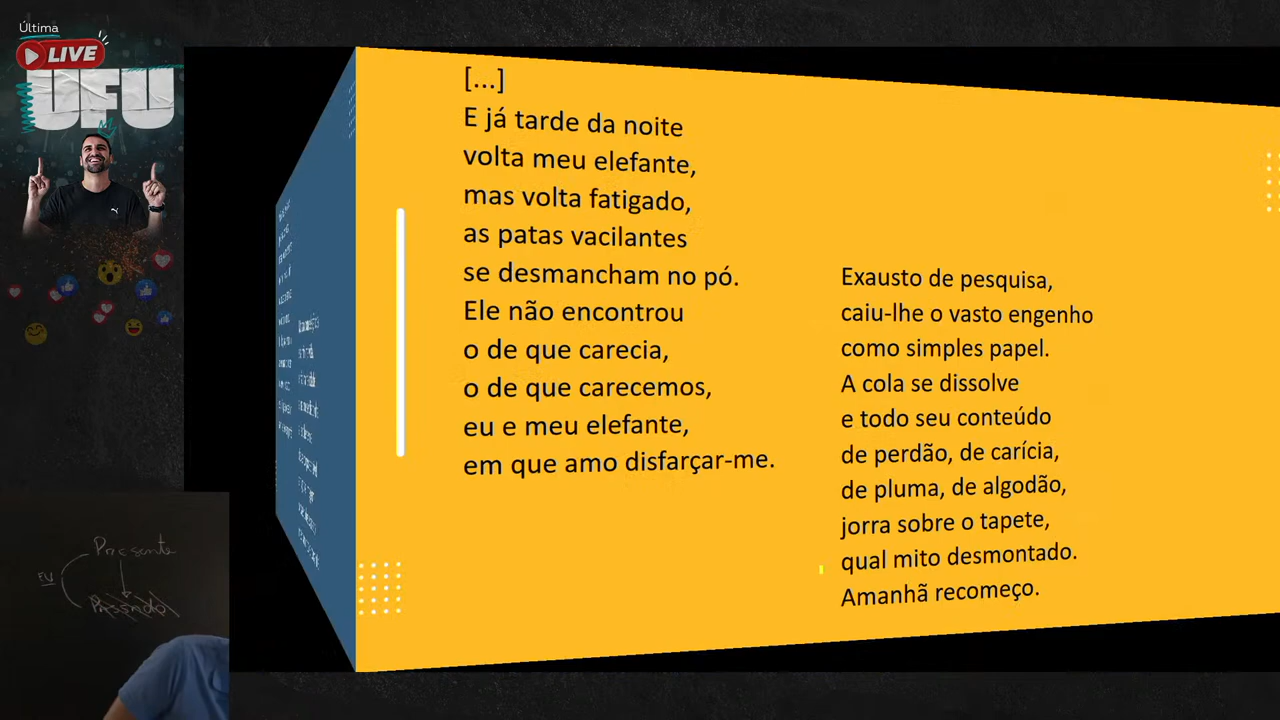 Última
LIVE
UFU
[...]
E já tarde da noite
volta meu elefante,
mas volta fatigado,
as patas vacilantes
se desmancham no pó.
Ele não encontrou
o de que carecia,
o de que carecemos,
eu e meu elefante,
em que amo disfarçar-me.
Exausto de pesquisa,
caiu-lhe o vasto engenho
como simples papel.
A cola se dissolve
e todo seu conteúdo
de perdão, de carícia,
de pluma, de algodão,
jorra sobre o tapete,
qual mito desmontado.
Amanhã recomeço.
Presente
EU
Passado